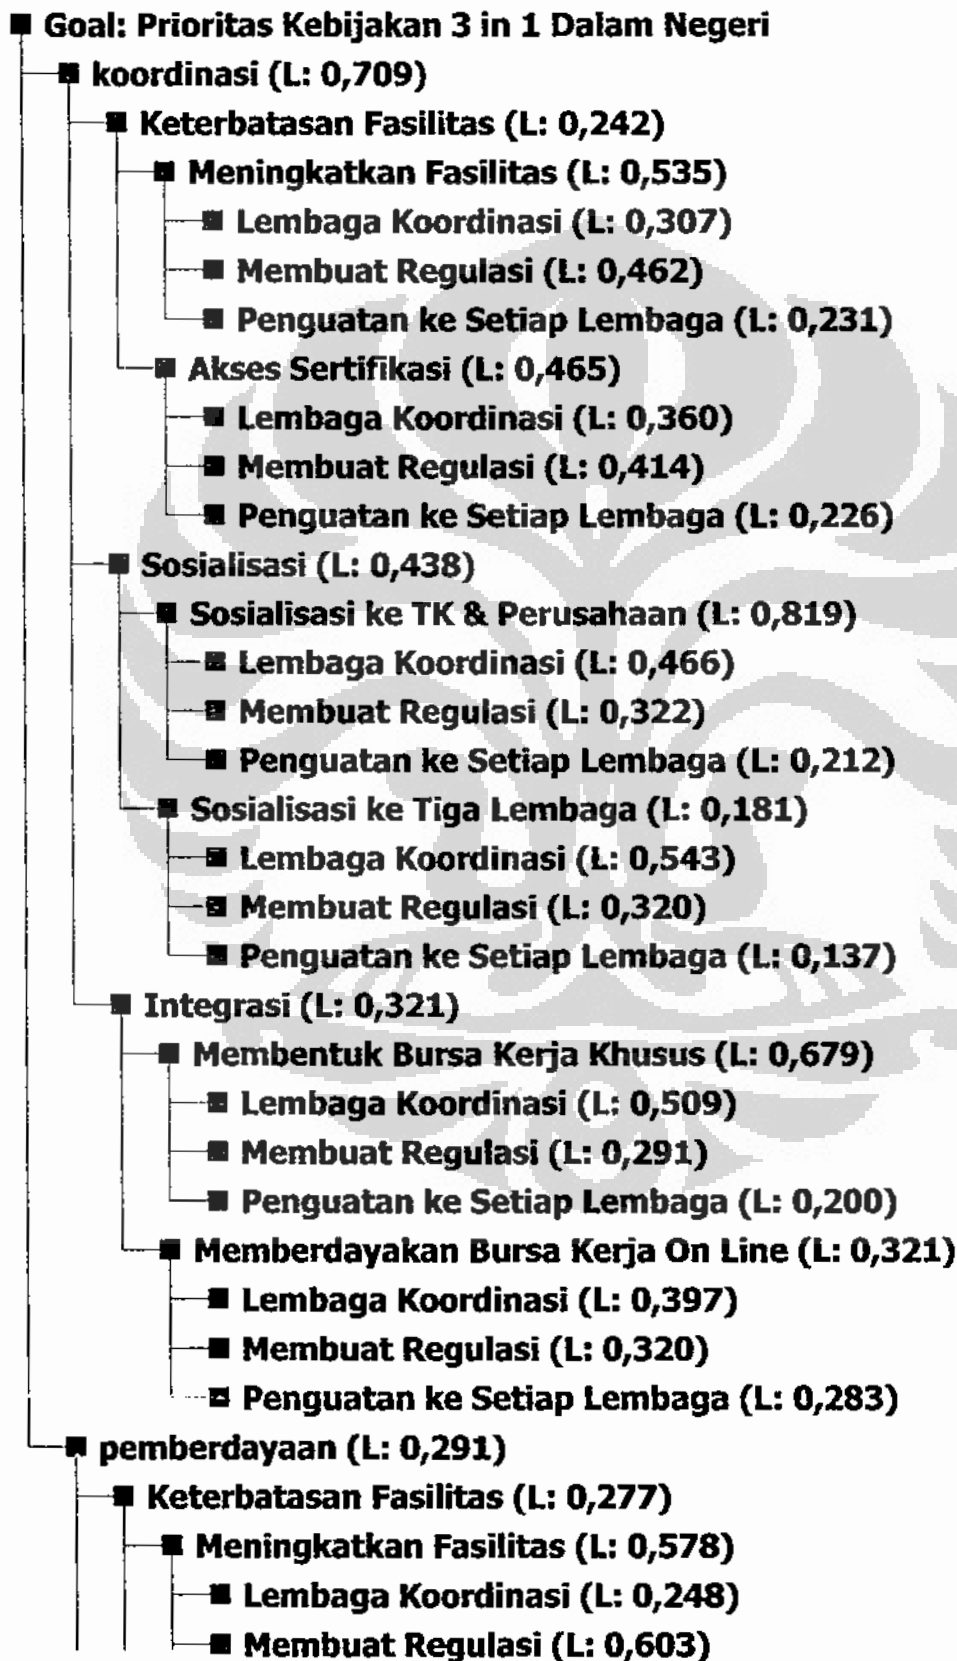 Goal: Prioritas Kebijakan 3 in 1 Dalam Negeri
koordinasi (L: 0,709)
Keterbatasan Fasilitas (L: 0,242)
Meningkatkan Fasilitas (L: 0,535)
Lembaga Koordinasi (L: 0,307)
Membuat Regulasi (L: 0,462)
Penguatan ke Setiap Lembaga (L: 0,231)
Akses Sertifikasi (L: 0,465)
Lembaga Koordinasi (L: 0,360)
Membuat Regulasi (L: 0,414)
Penguatan ke Setiap Lembaga (L: 0,226)
Sosialisasi (L: 0,438)
Sosialisasi ke TK & Perusahaan (L: 0,819)
Lembaga Koordinasi (L: 0,466)
Membuat Regulasi (L: 0,322)
Penguatan ke Setiap Lembaga (L: 0,212)
Sosialisasi ke Tiga Lembaga (L: 0,181)
Lembaga Koordinasi (L: 0,543)
Membuat Regulasi (L: 0,320)
Penguatan ke Setiap Lembaga (L: 0,137)
Integrasi (L: 0,321)
Membentuk Bursa Kerja Khusus (L: 0,679)
Lembaga Koordinasi (L: 0,509)
Membuat Regulasi (L: 0,291)
Penguatan ke Setiap Lembaga (L: 0,200)
Memberdayakan Bursa Kerja On Line (L: 0,321)
Lembaga Koordinasi (L: 0,397)
Membuat Regulasi (L: 0,320)
Penguatan ke Setiap Lembaga (L: 0,283)
pemberdayaan (L: 0,291)
Keterbatasan Fasilitas (L: 0,277)
Meningkatkan Fasilitas (L: 0,578)
Lembaga Koordinasi (L: 0,248)
Membuat Regulasi (L: 0,603)